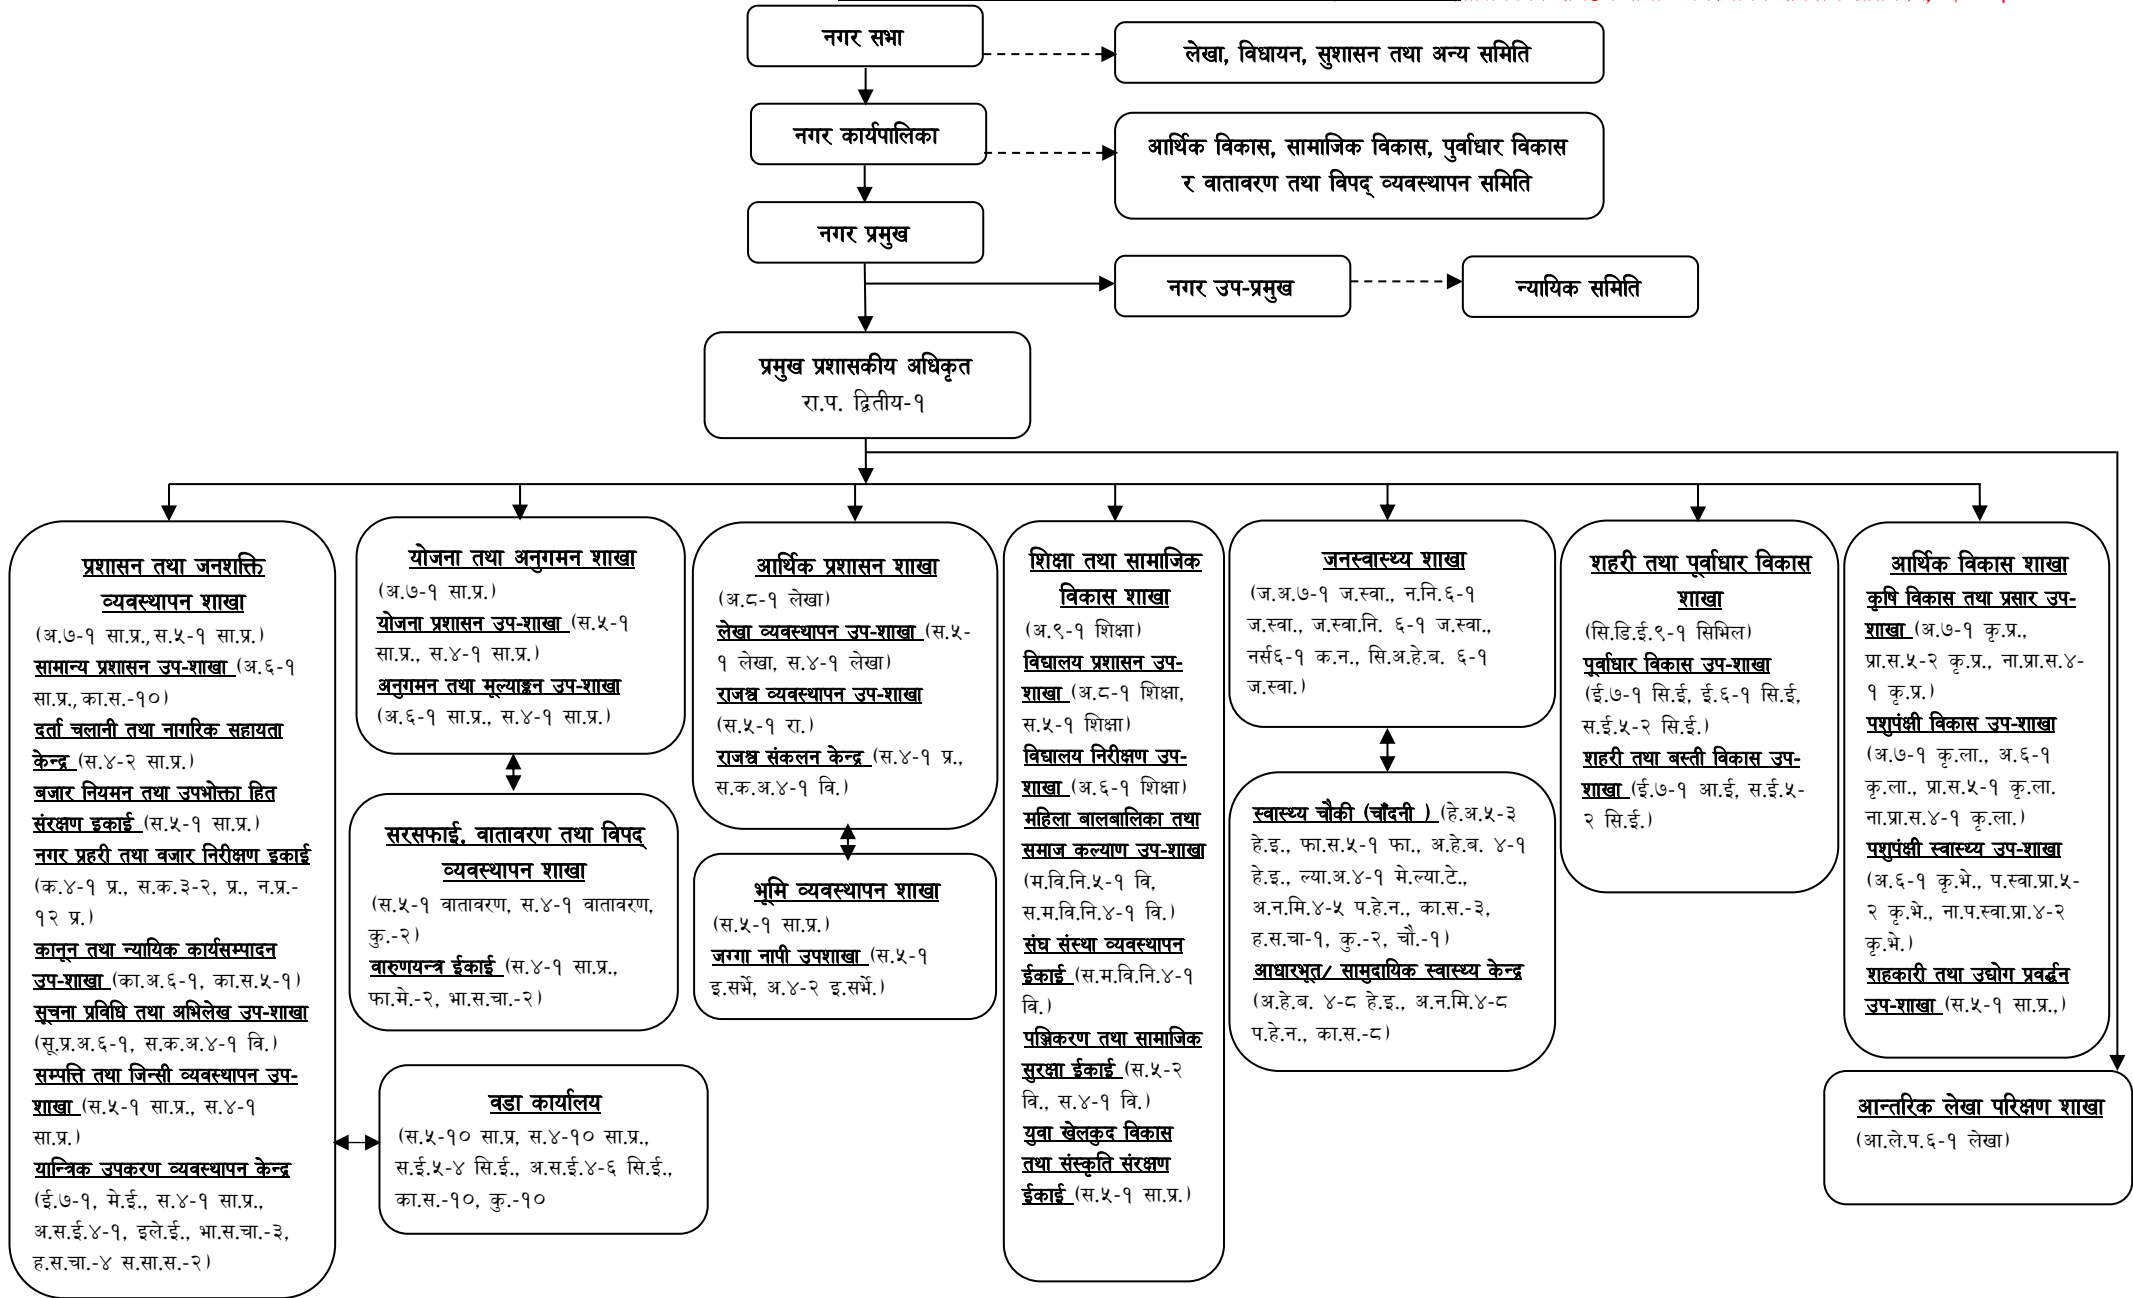 नगर सभा
लेखा, विधायन, सुशासन तथा अन्य समिति
नगर कार्यपालिका
आर्थिक विकास, सामाजिक विकास, पुर्वाधार विकास
र वातावरण तथा विपद् व्यवस्थापन समिति
नगर प्रमुख
नगर उप-प्रमुख
न्यायिक समिति
प्रमुख प्रशासकीय अधिकृत
रा.प. द्वितीय-१
प्रशासन तथा जनशक्ति
व्यवस्थापन शाखा
(अ.७-१ सा.प्र.,स.५-१ सा.प्र.)
सामान्य प्रशासन उप-शाखा (अ.६-१
सा.प्र.,का.स.-१०)
दर्ता चलानी तथा नागरिक सहायता
केन्द्र (स.४-२ सा.प्र.)
बजार नियमन तथा उपभोक्ता हित
संरक्षण इकाई (स.५-१ सा.प्र.)
नगर प्रहरी तथा वजार निरीक्षण इकाई
(क.४-१ प्र., स.क.३-२, प्र., न.प्र.-
१२ प्र.)
कानून तथा न्यायिक कार्यसम्पादन
उप-शाखा (का.अ.६-१, का.स.५-१)
सूचना प्रविधि तथा अभिलेख उप-शाखा
(सू.प्र.अ.६-१, स.क.अ.४-१ वि.)
सम्पत्ति तथा जिन्सी व्यवस्थापन उप-
शाखा (स.५-१ सा.प्र., स.४-१
सा.प्र.)
यान्त्रिक उपकरण व्यवस्थापन केन्द्र
(ई.७-१, मे.ई., स.४-१ सा.प्र.,
अ.स.ई.४-१, इले.ई., भा.स.चा.-३,
ह.स.चा.-४ स.सा.स.-२)
योजना तथा अनुगमन शाखा
(अ.७-१ सा.प्र.)
योजना प्रशासन उप-शाखा (स.५-१
सा.प्र., स.४-१ सा.प्र.)
अनुगमन तथा मूल्याङ्कन उप-शाखा
(अ.६-१ सा.प्र., स.४-१ सा.प्र.)
सरसफाई, वातावरण तथा विपद्
व्यवस्थापन शाखा
(स.५-१ वातावरण, स.४-१ वातावरण,
कु.-२)
वारुणयन्त्र ईकाई (स.४-१ सा.प्र.,
फा.मे.-२, भा.स.चा.-२)
वडा कार्यालय
(स.५-१० सा.प्र, स.४-१० सा.प्र.,
स.ई.५-४ सि.ई., अ.स.ई.४-६ सि.ई.,
का.स.-१०, कु.-१०
आर्थिक प्रशासन शाखा
(अ.८-१ लेखा)
लेखा व्यवस्थापन उप-शाखा (स.५-
१ लेखा, स.४-१ लेखा)
राजश्व व्यवस्थापन उप-शाखा
(स.५-१ रा.)
राजश्व संकलन केन्द्र (स.४-१ प्र.,
स.क.अ.४-१ वि.)
भूमि व्यवस्थापन शाखा
(स.५-१ सा.प्र.)
जग्गा नापी उपशाखा (स.५-१
इ.सर्भे, अ.४-२ इ.सर्भे.)
शिक्षा तथा सामाजिक
विकास शाखा
(अ.९-१ शिक्षा)
विद्यालय प्रशासन उप-
शाखा (अ.८-१ शिक्षा,
स.५-१ शिक्षा)
विद्यालय निरीक्षण उप-
शाखा (अ.६-१ शिक्षा)
महिला बालबालिका तथा
समाज कल्याण उप-शाखा
(म.वि.नि.५-१ वि,
स.म.वि.नि.४-१ वि.)
संघ संस्था व्यवस्थापन
ईकाई (स.म.वि.नि.४-१
वि.)
पञ्जिकरण तथा सामाजिक
सुरक्षा ईकाई (स.५-२
वि., स.४-१ वि.)
युवा खेलकुद विकास
तथा संस्कृति संरक्षण
ईकाई (स.५-१ सा.प्र.)
जनस्वास्थ्य शाखा
(ज.अ.७-१ ज.स्वा., न.नि.६-१
ज.स्वा., ज.स्वा.नि. ६-१ ज.स्वा.,
नर्स६-१ क.न., सि.अ.हे.ब. ६-१
ज.स्वा.)
स्वास्थ्य चौकी (चाँदनी ) (हे.अ.५-३
हे.इ., फा.स.५-१ फा., अ.हे.ब. ४-१
हे.इ., ल्या.अ.४-१ मे.ल्या.टे.,
अ.न.मि.४-५ प.हे.न., का.स.-३,
ह.स.चा-१, कु.-२, चौ.-१)
आधारभूत/ सामुदायिक स्वास्थ्य केन्द्र
(अ.हे.ब. ४-८ हे.इ., अ.न.मि.४-८
प.हे.न., का.स.-८)
शहरी तथा पूर्वाधार विकास
शाखा
(सि.डि.ई.९-१ सिभिल)
पूर्वाधार विकास उप-शाखा
(ई.७-१ सि.ई, ई.६-१ सि.ई,
स.ई.५-२ सि.ई.)
शहरी तथा बस्ती विकास उप-
शाखा (ई.७-१ आ.ई, स.ई.५-
२ सि.ई.)
आर्थिक विकास शाखा
कृषि विकास तथा प्रसार उप-
शाखा (अ.७-१ कृ.प्र.,
प्रा.स.५-२ कृ.प्र., ना.प्रा.स.४-
१ कृ.प्र.)
पशुपंक्षी विकास उप-शाखा
(अ.७-१ कृ.ला., अ.६-१
कृ.ला., प्रा.स.५-१ कृ.ला.
ना.प्रा.स.४-१ कृ.ला.)
पशुपंक्षी स्वास्थ्य उप-शाखा
(अ.६-१ कृ.भे., प.स्वा.प्रा.५-
२ कृ.भे., ना.प.स्वा.प्रा.४-२
कृ.भे.)
शहकारी तथा उद्योग प्रवर्द्धन
उप-शाखा (स.५-१ सा.प्र.,)
आन्तरिक लेखा परिक्षण शाखा
(आ.ले.प.६-१ लेखा)